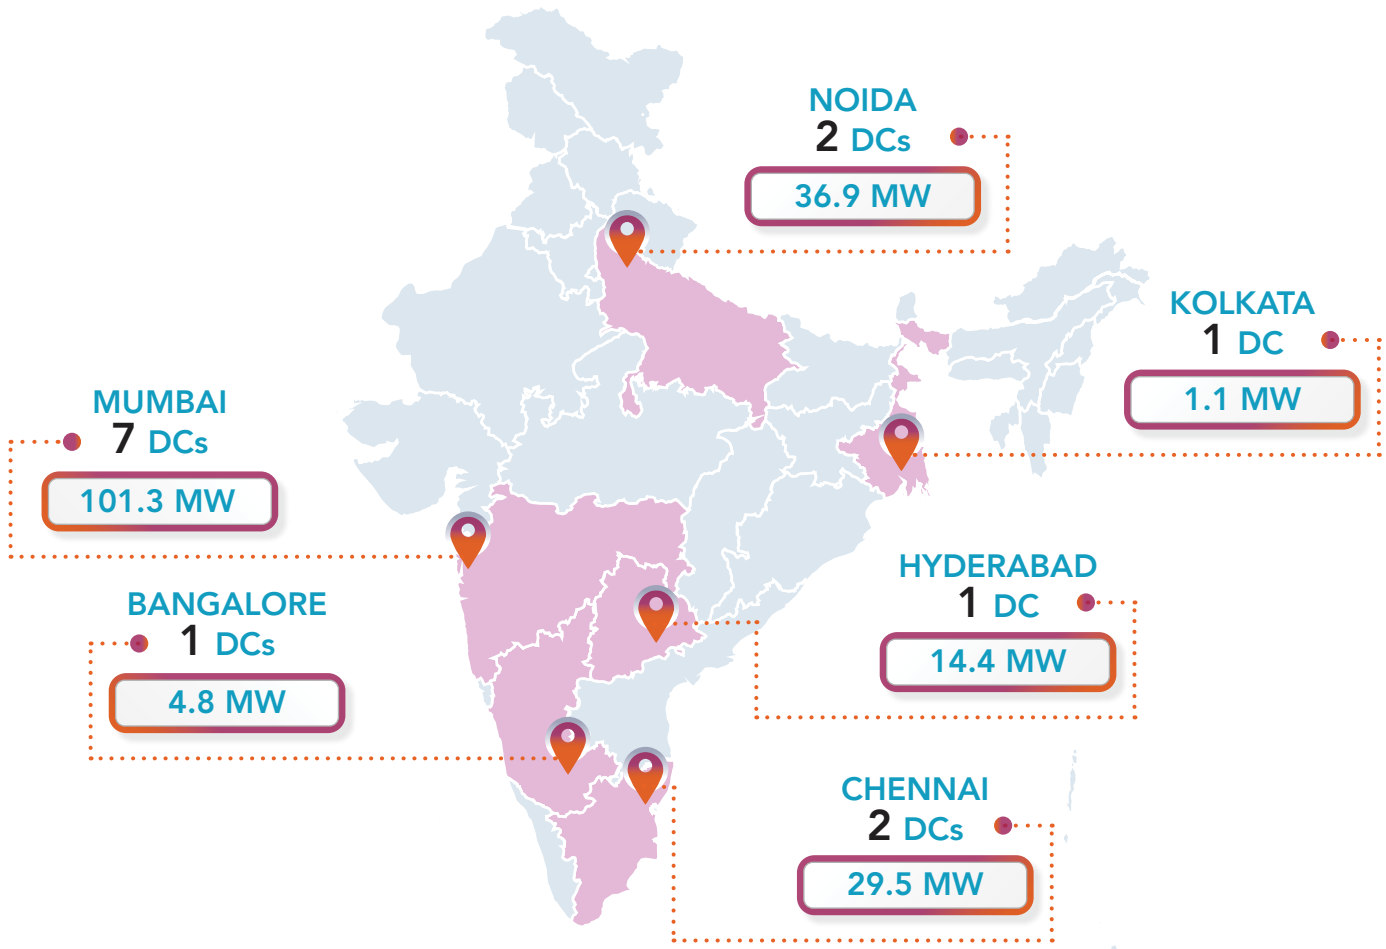 NOIDA
2 DCs
36.9 MW
KOLKATA
1 DC
1.1 MW
MUMBAI
7 DCs
101.3 MW
HYDERABAD
1 DC
14.4 MW
BANGALORE
1 DCs
4.8 MW
CHENNAI
2 DCs
29.5 MW